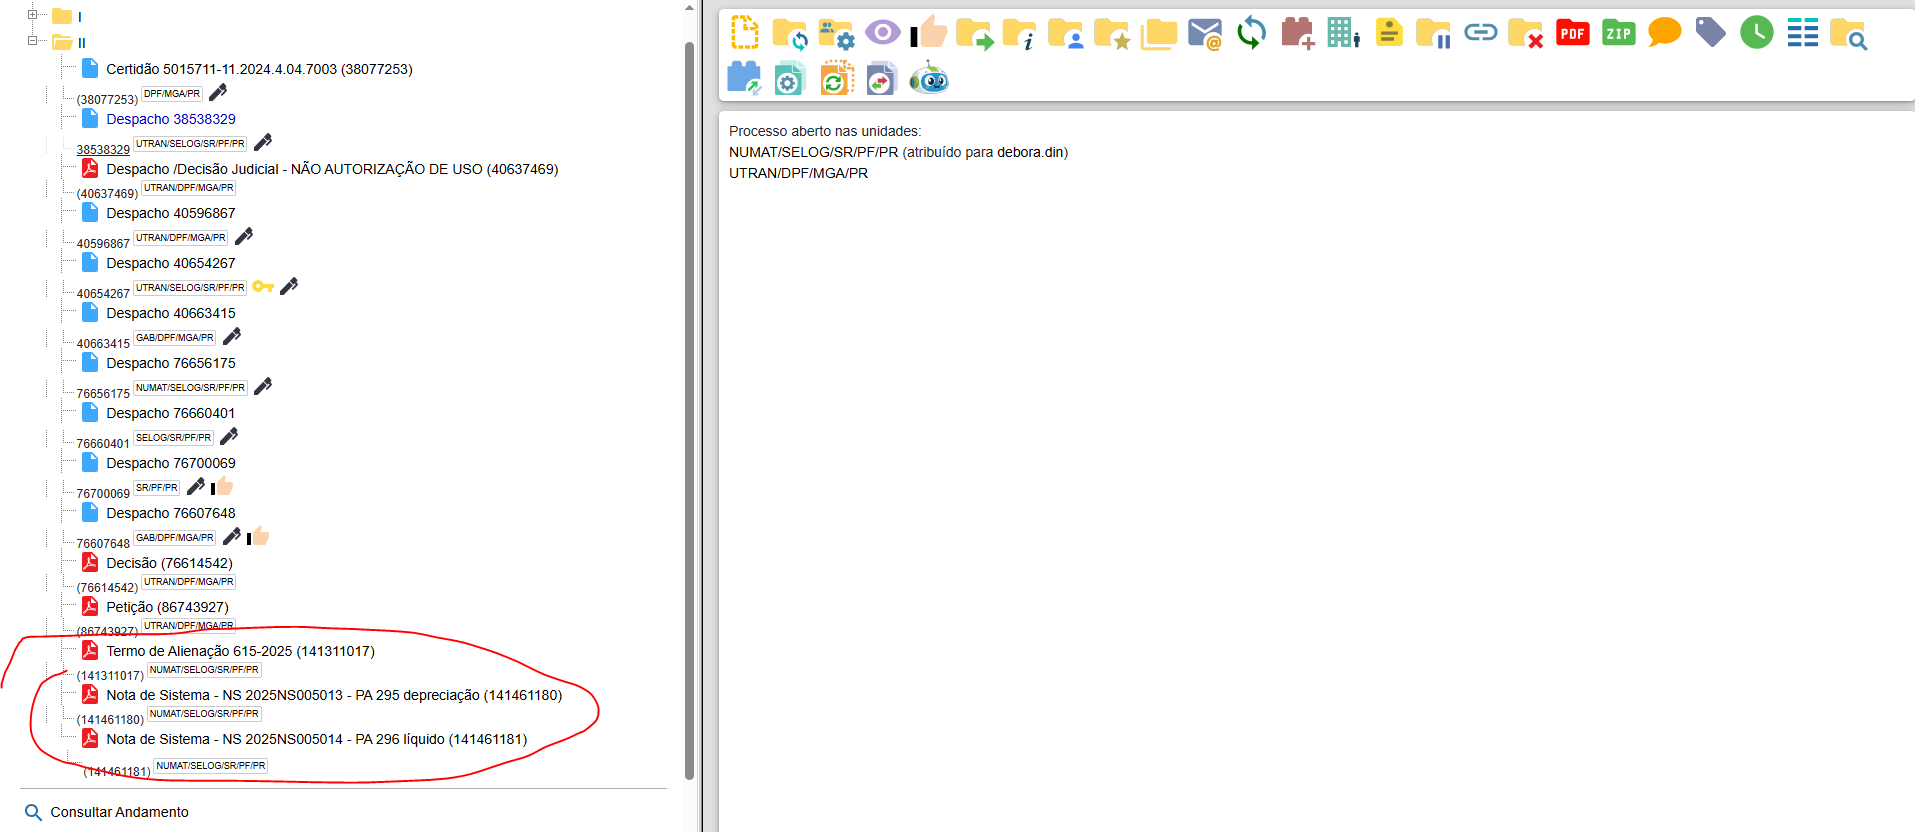 I
II
Certidão 5015711-11.2024.4.04.7003 (38077253)
(38077253) DPF/MGA/PR
Despacho 38538329
38538329 UTRAN/SELOG/SR/PF/PR
Despacho /Decisão Judicial - NÃO AUTORIZAÇÃO DE USO (40637469)
(40637469) UTRAN/DPF/MGA/PR
Despacho 40596867
40596867 UTRAN/DPF/MGA/PR
Despacho 40654267
40654267 UTRAN/SELOG/SR/PF/PR
Despacho 40663415
40663415 GAB/DPF/MGA/PR
Despacho 76656175
76656175 NUMAT/SELOG/SR/PF/PR
Despacho 76660401
76660401 SELOG/SR/PF/PR
Despacho 76700069
76700069 SR/PF/PR
Despacho 76607648
76607648 GAB/DPF/MGA/PR
Decisão (76614542)
(76614542) UTRAN/DPF/MGA/PR
Petição (86743927)
(86743927) UTRAN/DPF/MGA/PR
Termo de Alienação 615-2025 (141311017)
(141311017) NUMAT/SELOG/SR/PF/PR
Nota de Sistema - NS 2025NS005013 - PA 295 depreciação (141461180)
(141461180) NUMAT/SELOG/SR/PF/PR
Nota de Sistema - NS 2025NS005014 - PA 296 líquido (141461181)
(141461181) NUMAT/SELOG/SR/PF/PR
Consultar Andamento
PDF ZIP
Processo aberto nas unidades:
NUMAT/SELOG/SR/PF/PR (atribuído para debora.din)
UTRAN/DPF/MGA/PR